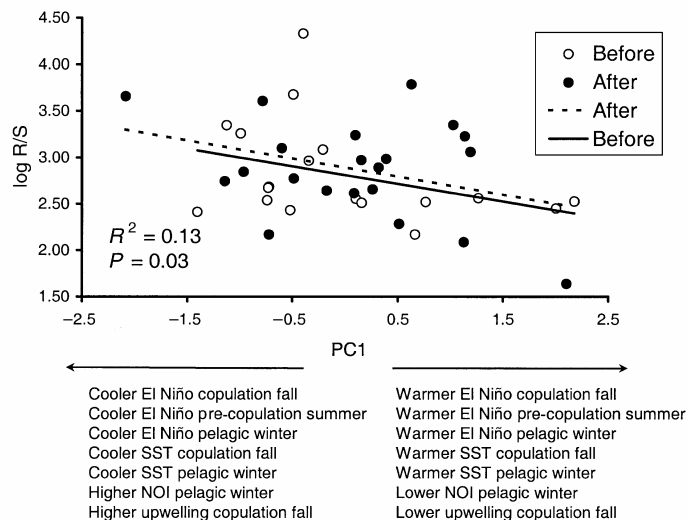 4.50
4.00
3.50
3.00
2.50
2.00
1.50
log R/S
Before
After
After
Before
R² = 0.13
P = 0.03
−2.5 −1.5 −0.5 0.5 1.5 2.5
PC1
Cooler El Niño copulation fall
Cooler El Niño pre-copulation summer
Cooler El Niño pelagic winter
Cooler SST copulation fall
Cooler SST pelagic winter
Higher NOI pelagic winter
Higher upwelling copulation fall
Warmer El Niño copulation fall
Warmer El Niño pre-copulation summer
Warmer El Niño pelagic winter
Warmer SST copulation fall
Warmer SST pelagic winter
Lower NOI pelagic winter
Lower upwelling copulation fall